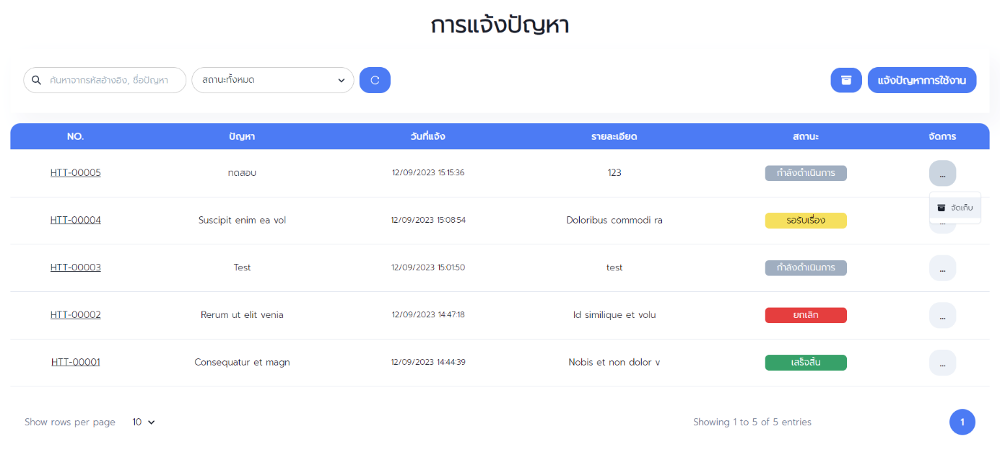 การแจ้งปัญหา
ค้นหาจากรหัสอ้างอิง, ชื่อปัญหา สถานะทั้งหมด แจ้งปัญหาการใช้งาน
NO. ปัญหา วันที่แจ้ง รายละเอียด สถานะ จัดการ
HTT-00005 ทดสอบ 12/09/2023 15:15:36 123 กำลังดำเนินการ ...
จัดเก็บ
HTT-00004 Suscipit enim ea vol 12/09/2023 15:08:54 Doloribus commodi ra รอรับเรื่อง ...
HTT-00003 Test 12/09/2023 15:01:50 test กำลังดำเนินการ ...
HTT-00002 Rerum ut elit venia 12/09/2023 14:47:18 Id similique et volu ยกเลิก ...
HTT-00001 Consequatur et magn 12/09/2023 14:44:39 Nobis et non dolor v เสร็จสิ้น ...
Show rows per page 10 Showing 1 to 5 of 5 entries 1